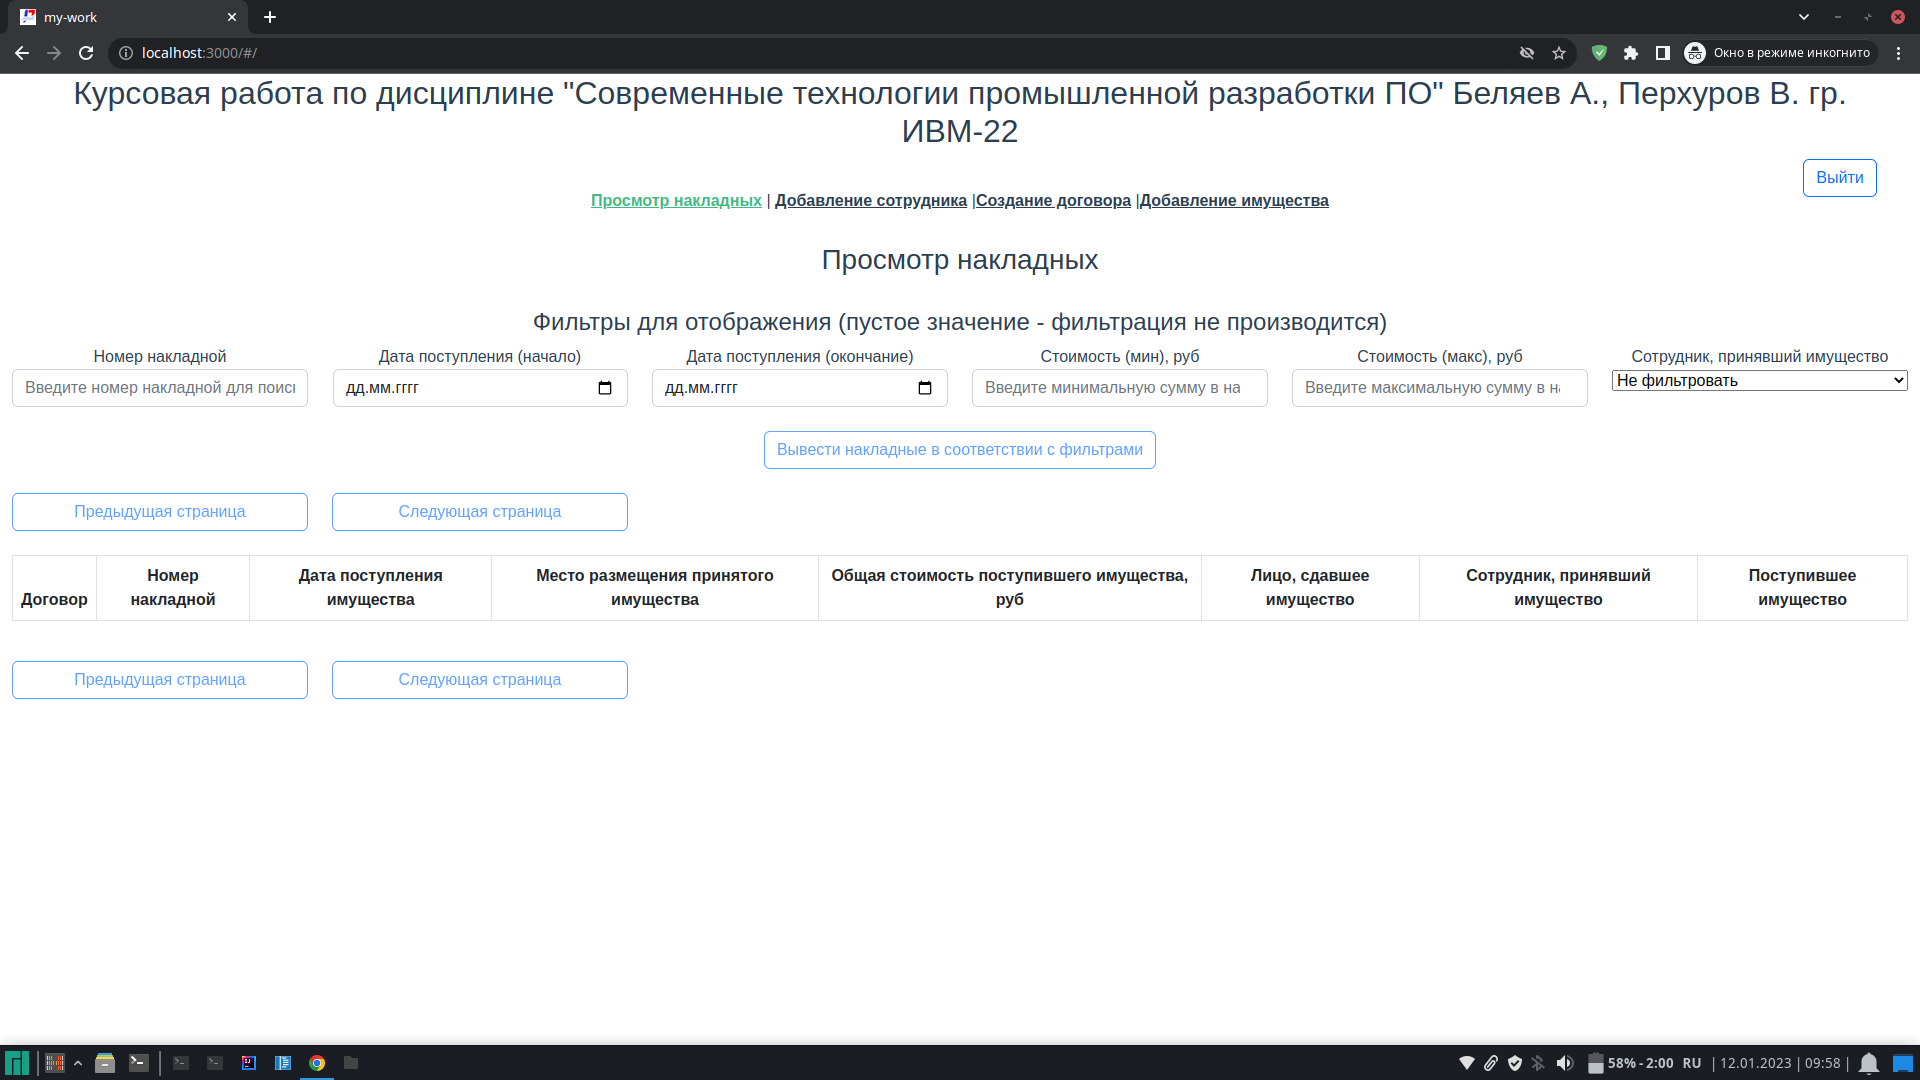 my-work
localhost:3000/#/
Окно в режиме инкогнито
Курсовая работа по дисциплине "Современные технологии промышленной разработки ПО" Беляев А., Перхуров В. гр.
ИВМ-22
Выйти
Просмотр накладных | Добавление сотрудника |Создание договора |Добавление имущества
Просмотр накладных
Фильтры для отображения (пустое значение - фильтрация не производится)
Номер накладной
Дата поступления (начало)
Дата поступления (окончание)
Стоимость (мин), руб
Стоимость (макс), руб
Сотрудник, принявший имущество
Введите номер накладной для поиск
дд.мм.гггг
дд.мм.гггг
Введите минимальную сумму в на
Введите максимальную сумму в на
Не фильтровать
Вывести накладные в соответствии с фильтрами
Предыдущая страница
Следующая страница
Договор
Номер
накладной
Дата поступления
имущества
Место размещения принятого
имущества
Общая стоимость поступившего имущества,
руб
Лицо, сдавшее
имущество
Сотрудник, принявший
имущество
Поступившее
имущество
Предыдущая страница
Следующая страница
58% - 2:00 RU | 12.01.2023 | 09:58 |